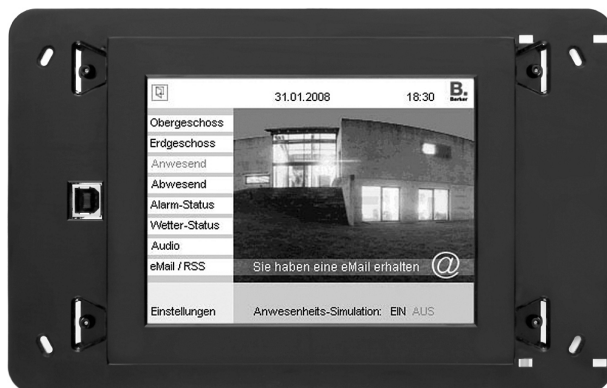 31.01.2008 18:30 B.
Berker
Obergeschoss
Erdgeschoss
Anwesend
Abwesend
Alarm-Status
Wetter-Status
Audio
eMail / RSS
Sie haben eine eMail erhalten @
Einstellungen Anwesenheits-Simulation: EIN AUS